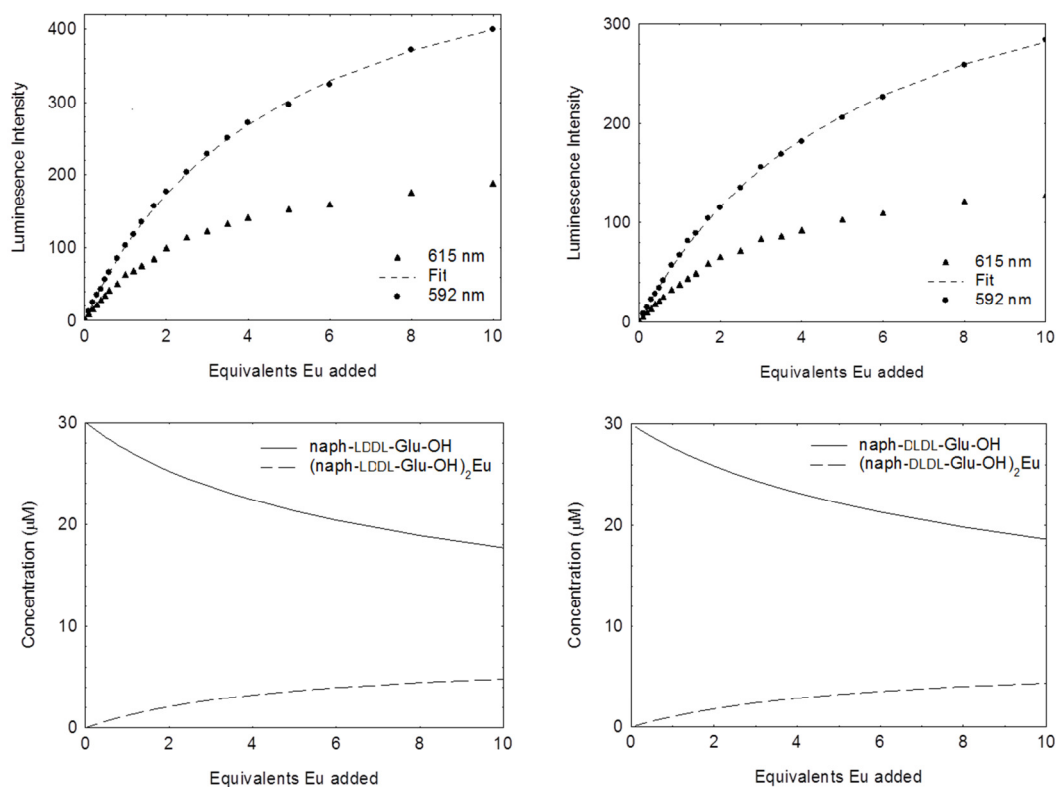 400
300
200
100
0
Luminesence Intensity
615 nm
Fit
592 nm
0 2 4 6 8 10
Equivalents Eu added
300
200
100
0
Luminescence Intensity
615 nm
Fit
592 nm
0 2 4 6 8 10
Equivalents Eu added
30
20
10
0
Concentration (μM)
naph-LDDL-Glu-OH
(naph-LDDL-Glu-OH)2Eu
0 2 4 6 8 10
Equivalents Eu added
30
20
10
0
Concentration (μM)
naph-DLDL-Glu-OH
(naph-DLDL-Glu-OH)2Eu
0 2 4 6 8 10
Equivalents Eu added